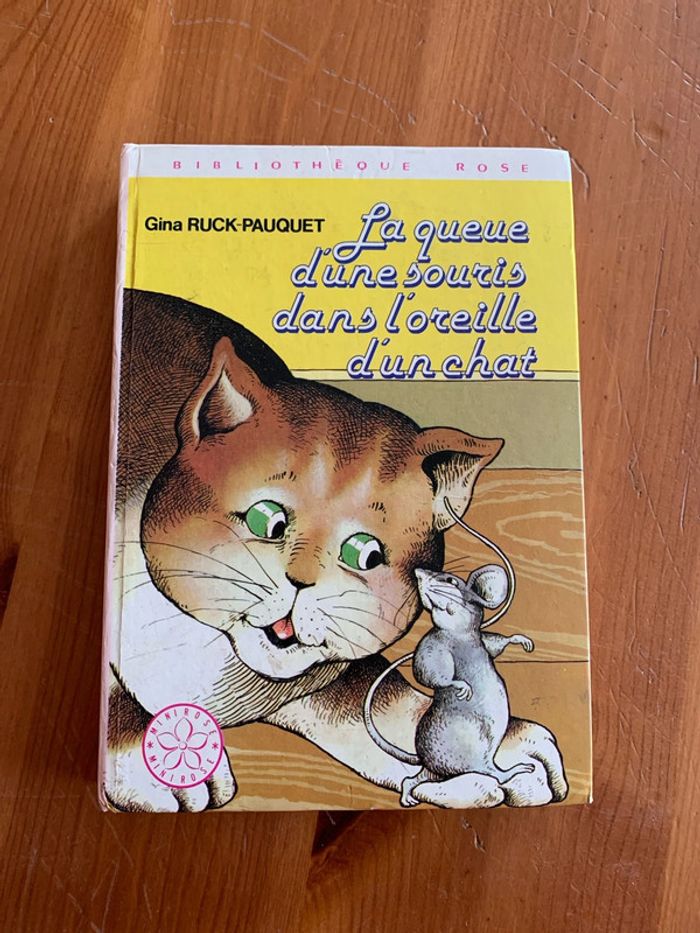 BIBLIOTHÈQUE ROSE
Gina RUCK-PAUQUET
La queue
d'une souris
dans l'oreille
d'un chat
MINIROSE
MINIROSE